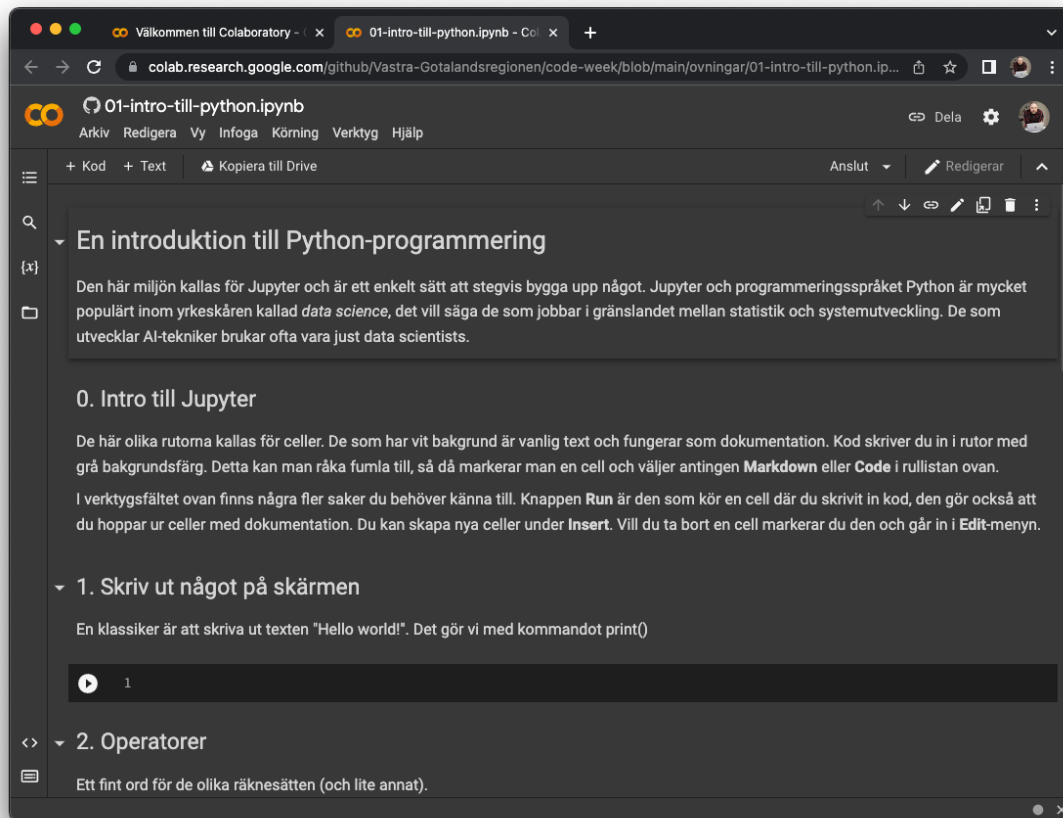 Välkommen till Colaboratory - 
01-intro-till-python.ipynb - Col
colab.research.google.com/github/Vastra-Gotalandsregionen/code-week/blob/main/ovningar/01-intro-till-python.ip...
01-intro-till-python.ipynb
Arkiv Redigera Vy Infoga Körning Verktyg Hjälp
Dela
+ Kod + Text Kopiera till Drive
Anslut
Redigerar
{x}
En introduktion till Python-programmering
Den här miljön kallas för Jupyter och är ett enkelt sätt att stegvis bygga upp något. Jupyter och programmeringsspråket Python är mycket
populärt inom yrkeskåren kallad data science, det vill säga de som jobbar i gränslandet mellan statistik och systemutveckling. De som
utvecklar AI-tekniker brukar ofta vara just data scientists.
0. Intro till Jupyter
De här olika rutorna kallas för celler. De som har vit bakgrund är vanlig text och fungerar som dokumentation. Kod skriver du in i rutor med
grå bakgrundsfärg. Detta kan man råka fumla till, så då markerar man en cell och väljer antingen Markdown eller Code i rullistan ovan.
I verktygsfältet ovan finns några fler saker du behöver känna till. Knappen Run är den som kör en cell där du skrivit in kod, den gör också att
du hoppar ur celler med dokumentation. Du kan skapa nya celler under Insert. Vill du ta bort en cell markerar du den och går in i Edit-menyn.
1. Skriv ut något på skärmen
En klassiker är att skriva ut texten "Hello world!". Det gör vi med kommandot print()
1
2. Operatorer
Ett fint ord för de olika räknesätten (och lite annat).